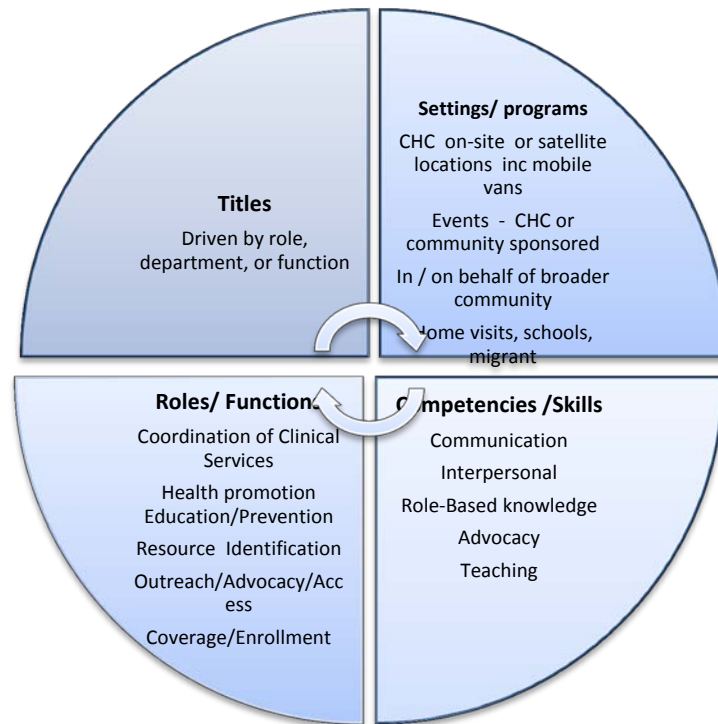 Titles
Driven by role,
department, or function
Settings/ programs
CHC on-site or satellite
locations inc mobile
vans
Events - CHC or
community sponsored
In / on behalf of broader
community
Home visits, schools,
migrant
Roles/ Functions
Coordination of Clinical
Services
Health promotion
Education/Prevention
Resource Identification
Outreach/Advocacy/Acc
ess
Coverage/Enrollment
Competencies /Skills
Communication
Interpersonal
Role-Based knowledge
Advocacy
Teaching